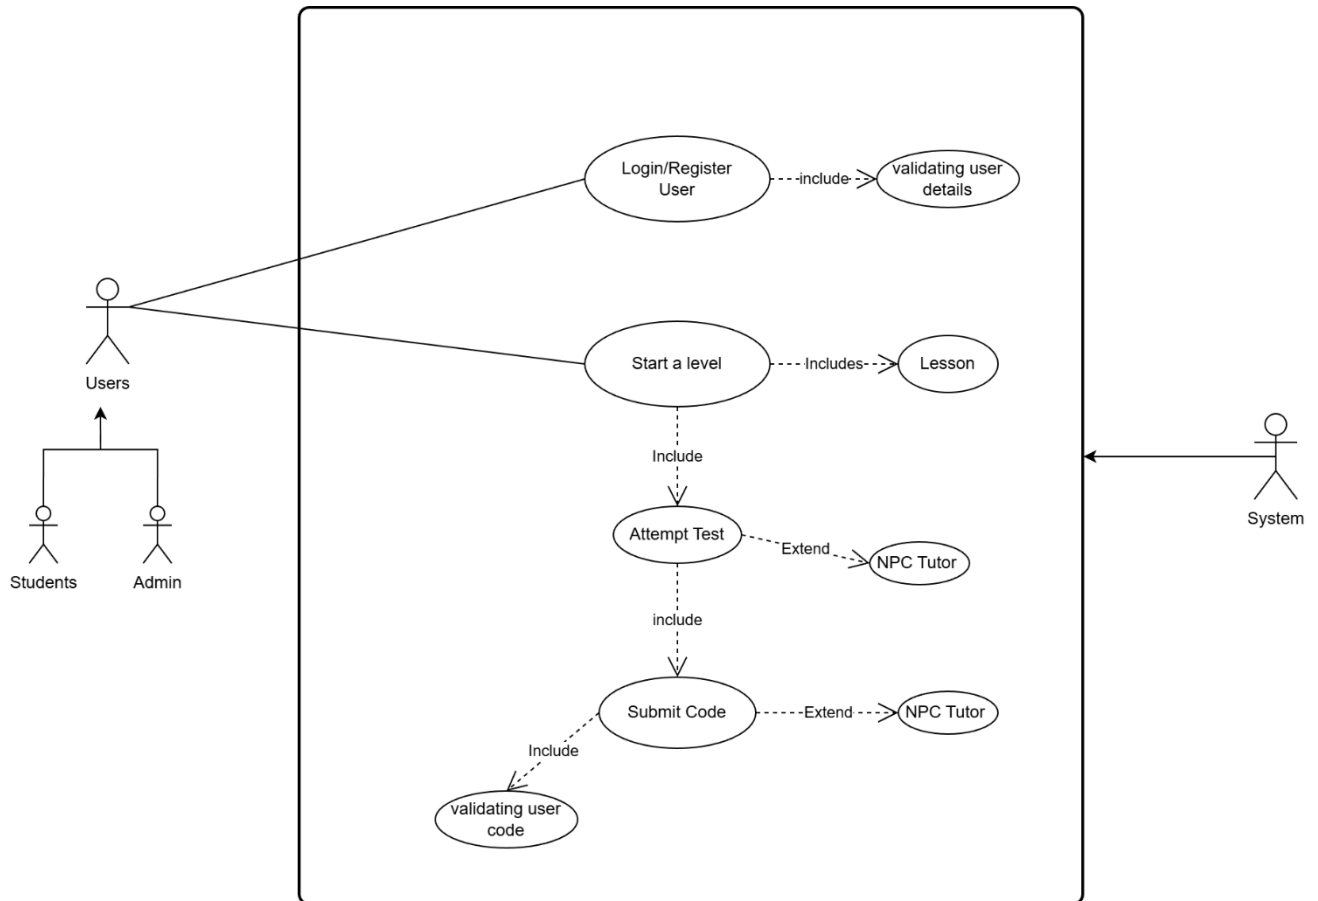 Login/Register
User
include
validating user
details
Users
Start a level
Includes
Lesson
Include
System
Attempt Test
Extend
NPC Tutor
Students
Admin
include
Submit Code
Extend
NPC Tutor
Include
validating user
code